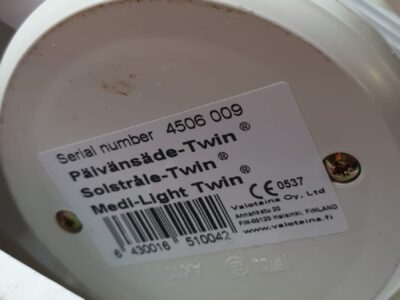 Serial number 4506 009
Päivänsäde-Twin®
Solstråle-Twin®
Medi-Light Twin®
CE 0537
Valotaina Oy, Ltd
Annankatu 20
FIN-00120 Helsinki, FINLAND
www.valotaina.fi
6 430016 510042